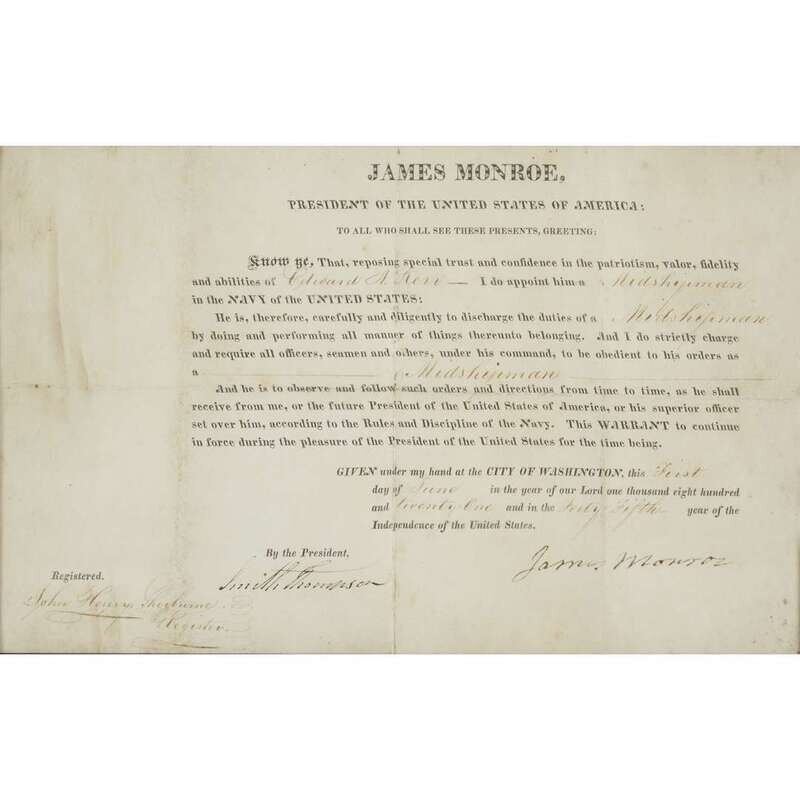 JAMES MONROE,
PRESIDENT OF THE UNITED STATES OF AMERICA:
TO ALL WHO SHALL SEE THESE PRESENTS, GREETING:
Know ye, That, reposing special trust and confidence in the patriotism, valor, fidelity
and abilities of Edward N. Kerr — I do appoint him a Midshipman
in the NAVY of the UNITED STATES:
He is, therefore, carefully and diligently to discharge the duties of a Midshipman
by doing and performing all manner of things thereunto belonging. And I do strictly charge
and require all officers, seamen and others, under his command, to be obedient to his orders as
a Midshipman
And he is to observe and follow such orders and directions from time to time, as he shall
receive from me, or the future President of the United States of America, or his superior officer
set over him, according to the Rules and Discipline of the Navy. This WARRANT to continue
in force during the pleasure of the President of the United States for the time being.
GIVEN under my hand at the CITY OF WASHINGTON, this First
day of June in the year of our Lord one thousand eight hundred
and twenty One and in the Forty Fifth year of the
Independence of the United States.
By the President,
James Monroe
Smith Thompson
Registered.
John Henry
Register.